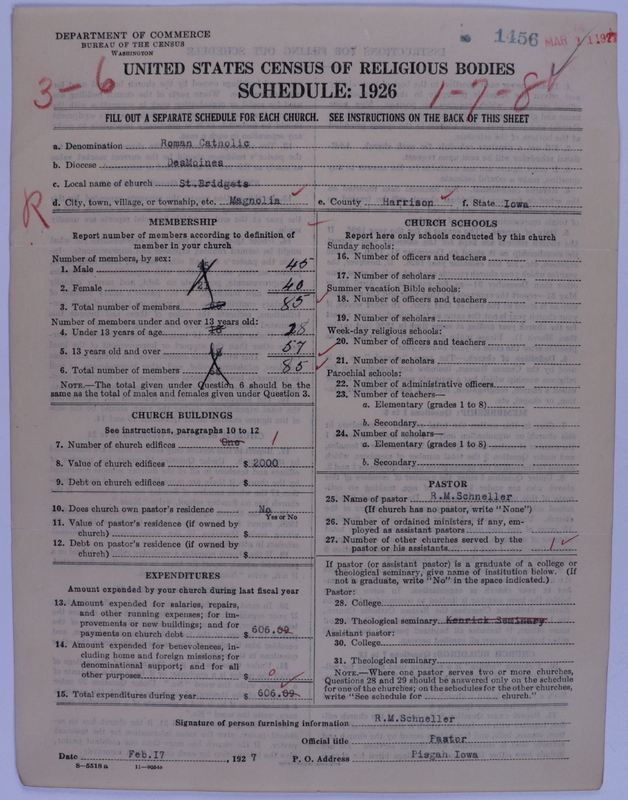 DEPARTMENT OF COMMERCE
BUREAU OF THE CENSUS
WASHINGTON
1456
MAR
UNITED STATES CENSUS OF RELIGIOUS BODIES
SCHEDULE: 1926
3-6
1-7-8
FILL OUT A SEPARATE SCHEDULE FOR EACH CHURCH. SEE INSTRUCTIONS ON THE BACK OF THIS SHEET
a. Denomination Roman Catholic
b. Diocese DesMoines
c. Local name of church St.Bridgets
d. City, town, village, or township, etc. Magnolia e. County Harrison f. State Iowa
R
MEMBERSHIP
Report number of members according to definition of member in your church
Number of members, by sex:
1. Male 45
2. Female 40
3. Total number of members 85
Number of members under and over 13 years old:
4. Under 13 years of age 28
5. 13 years old and over 57
6. Total number of members 85
NOTE.—The total given under Question 6 should be the same as the total of males and females given under Question 3.
CHURCH BUILDINGS
See instructions, paragraphs 10 to 12
7. Number of church edifices One 1
8. Value of church edifices $ 2000
9. Debt on church edifices $
10. Does church own pastor's residence No
Yes or No
11. Value of pastor's residence (if owned by church) $
12. Debt on pastor's residence (if owned by church) $
EXPENDITURES
Amount expended by your church during last fiscal year
13. Amount expended for salaries, repairs, and other running expenses; for improvements or new buildings; and for payments on church debt $ 606.09
14. Amount expended for benevolences, including home and foreign missions; for denominational support; and for all other purposes $ 0
15. Total expenditures during year $ 606.09
CHURCH SCHOOLS
Report here only schools conducted by this church
Sunday schools:
16. Number of officers and teachers
17. Number of scholars
Summer vacation Bible schools:
18. Number of officers and teachers
19. Number of scholars
Week-day religious schools:
20. Number of officers and teachers
21. Number of scholars
Parochial schools:
22. Number of administrative officers
23. Number of teachers—
a. Elementary (grades 1 to 8)
b. Secondary
24. Number of scholars—
a. Elementary (grades 1 to 8)
b. Secondary
PASTOR
25. Name of pastor R.M.Schneller
(If church has no pastor, write "None")
26. Number of ordained ministers, if any, employed as assistant pastors
27. Number of other churches served by the pastor or his assistants 1
If pastor (or assistant pastor) is a graduate of a college or theological seminary, give name of institution below. (If not a graduate, write "No" in the space indicated.)
Pastor:
28. College
29. Theological seminary Kenrick Seminary
Assistant pastor:
30. College
31. Theological seminary
NOTE.—Where one pastor serves two or more churches, Questions 28 and 29 should be answered only on the schedule for one of the churches; on the schedules for the other churches, write "See schedule for ........ church."
Signature of person furnishing information R.M.Schneller
Official title Pastor
Date Feb.17, 1927 P. O. Address Pisgah Iowa
8-5518a